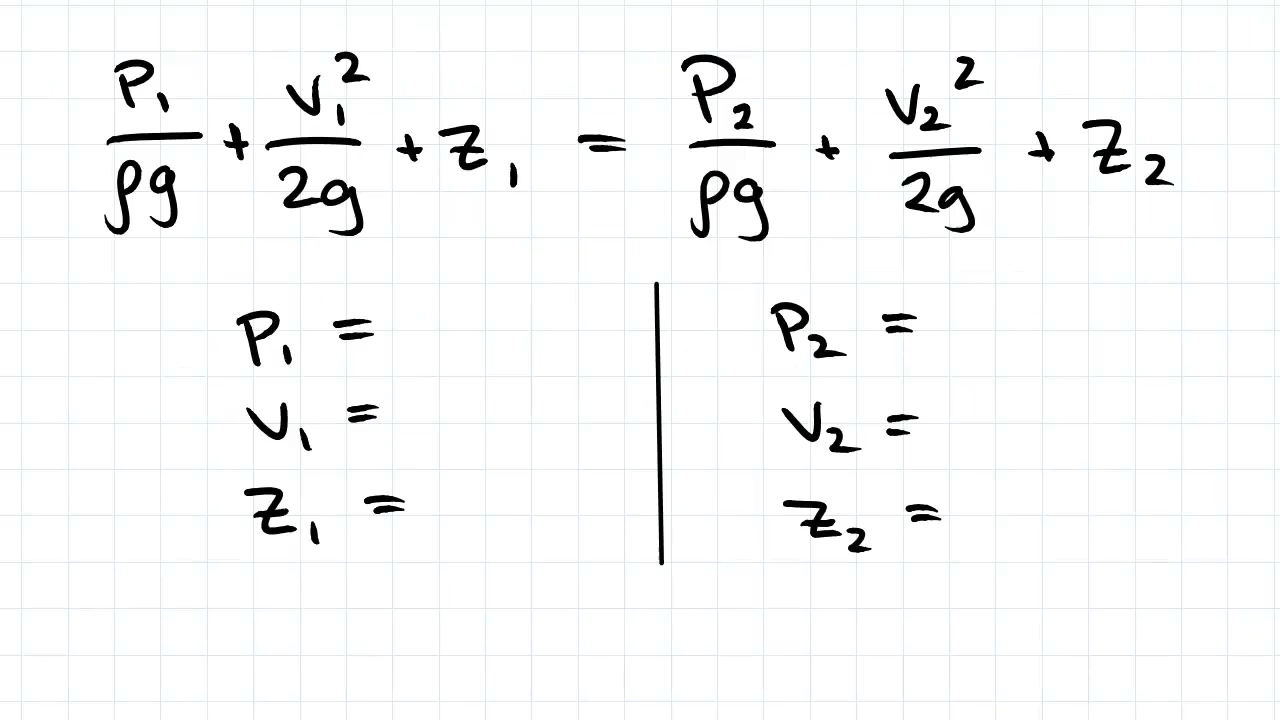 P₁/ρg + V₁²/2g + Z₁ = P₂/ρg + V₂²/2g + Z₂
P₁ =
V₁ =
Z₁ =
P₂ =
V₂ =
Z₂ =